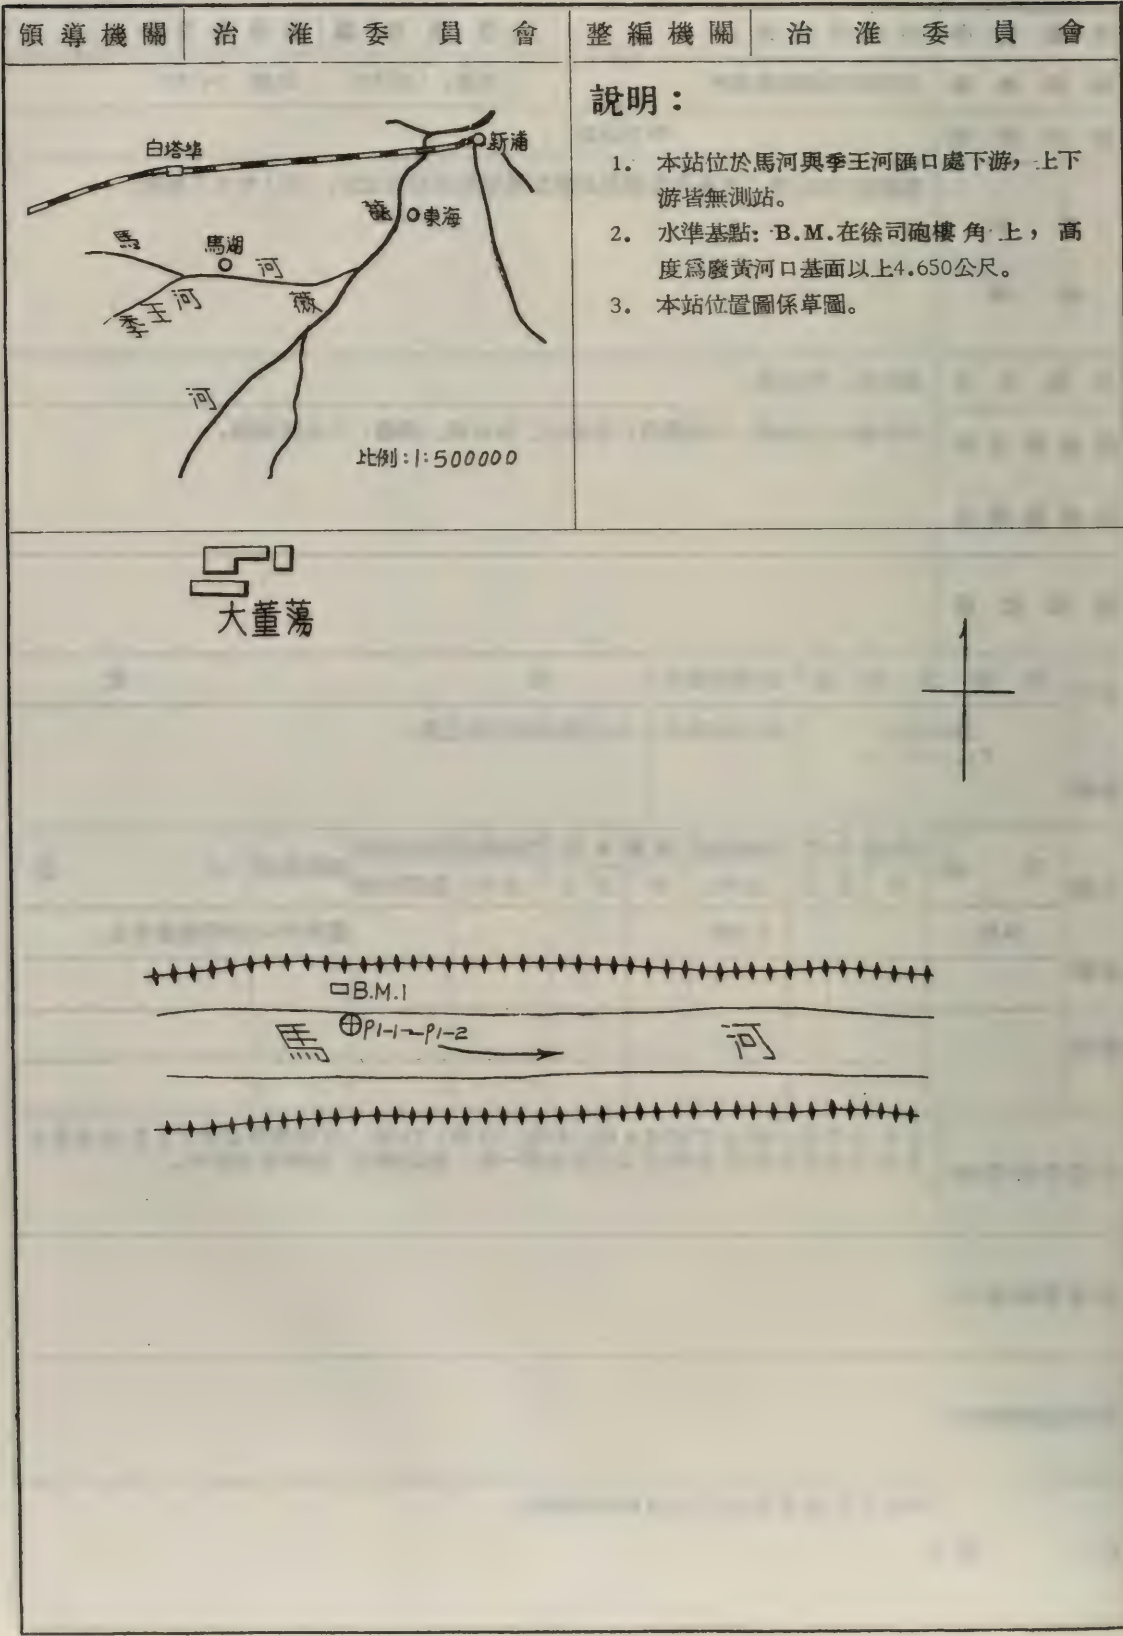 領導機關 治淮委員會
整編機關 治淮委員會
白塔埠
新浦
薔
東海
馬
馬湖
河
季王河
薇
河
比例:1:500000
說明：
1. 本站位於馬河與季王河匯口處下游，上下
游皆無測站。
2. 水準基點：B.M.在徐司砲樓角上，高
度爲廢黃河口基面以上4.650公尺。
3. 本站位置圖係草圖。
大董蕩
B.M.1
P1-1～P1-2
馬 河